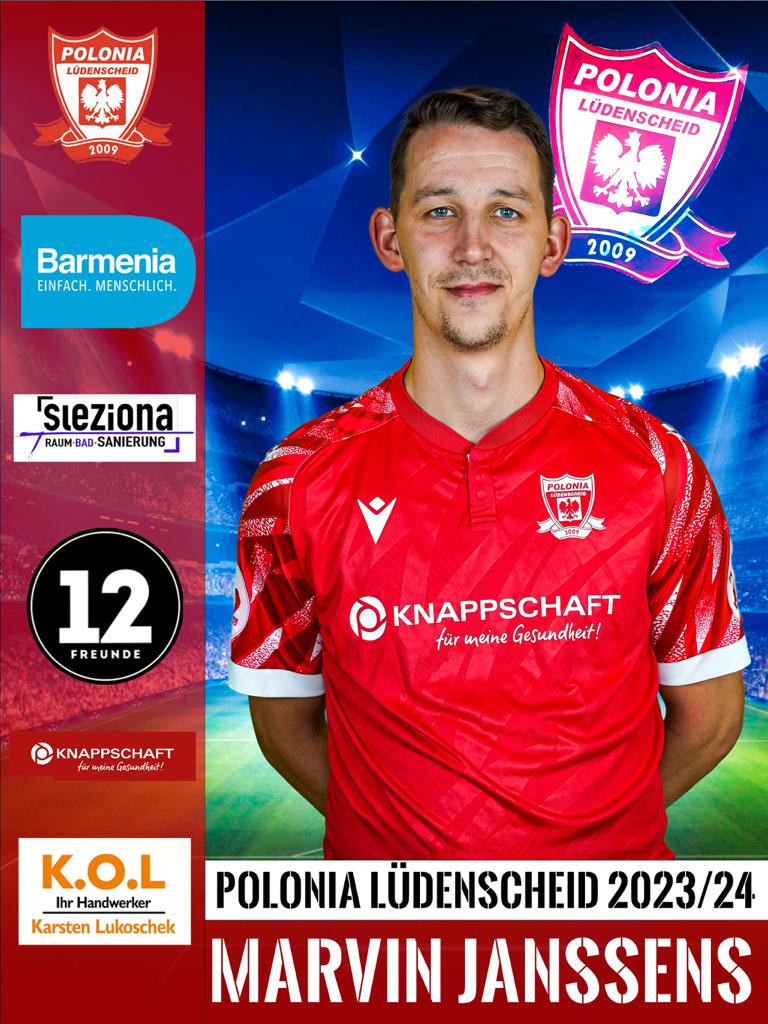 POLONIA
LÜDENSCHEID
2009
Barmenia
EINFACH. MENSCHLICH.
sleziona
RAUM·BAD·SANIERUNG
12
FREUNDE
KNAPPSCHAFT
für meine Gesundheit!
K.O.L
Ihr Handwerker
Karsten Lukoschek
POLONIA
LÜDENSCHEID
2009
POLONIA
LÜDENSCHEID
2009
KNAPPSCHAFT
für meine Gesundheit!
POLONIA LÜDENSCHEID 2023/24
MARVIN JANSSENS